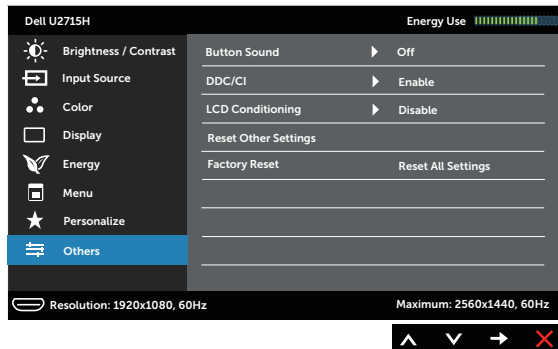 Dell U2715H Energy Use
Brightness / Contrast Button Sound Off
Input Source DDC/CI Enable
Color LCD Conditioning Disable
Display Reset Other Settings
Energy Factory Reset Reset All Settings
Menu
Personalize
Others
Resolution: 1920x1080, 60Hz Maximum: 2560x1440, 60Hz